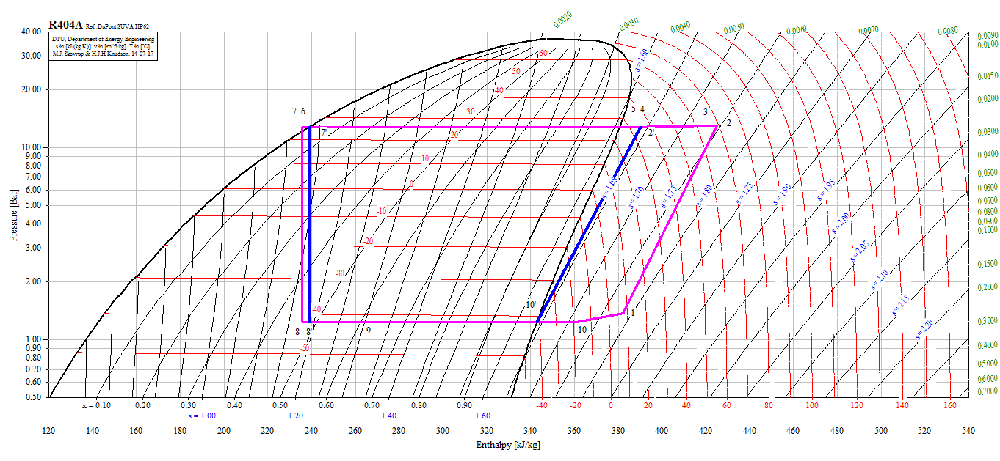 R404A Ref :DuPont SUVA HP62
DTU, Department of Energy Engineering
s in [kJ/(kg K)]. v in [m^3/kg]. T in [°C]
M.J. Skovrup & H.J.H Knudsen. 14-07-17
0.0020 0.0030 0.0040 0.0050 0.0060 0.0070 0.0080
0.0090
0.0100
0.0150
0.0200
0.0300
0.0400
0.0500
0.0600
0.0700
0.0800
0.0900
0.1000
0.1500
0.2000
0.3000
0.4000
0.5000
0.6000
0.7000
Pressure [Bar]
40.00
30.00
20.00
10.00
9.00
8.00
7.00
6.00
5.00
4.00
3.00
2.00
1.00
0.90
0.80
0.70
0.60
0.50
60
50
40
30
20
10
0
-10
-20
-30
-40
-50
7 6 5 4 3 2
7' 2'
10' 1
8 8' 9 10
s = 1.60
s = 1.65
s = 1.70
s = 1.75
s = 1.80
s = 1.85
s = 1.90
s = 1.95
s = 2.00
s = 2.05
s = 2.10
s = 2.15
s = 2.20
x = 0.10 0.20 0.30 0.40 0.50 0.60 0.70 0.80 0.90 -40 -20 0 20 40 60 80 100 120 140 160
s = 1.00 1.20 1.40 1.60
120 140 160 180 200 220 240 260 280 300 320 340 360 380 400 420 440 460 480 500 520 540
Enthalpy [kJ/kg]